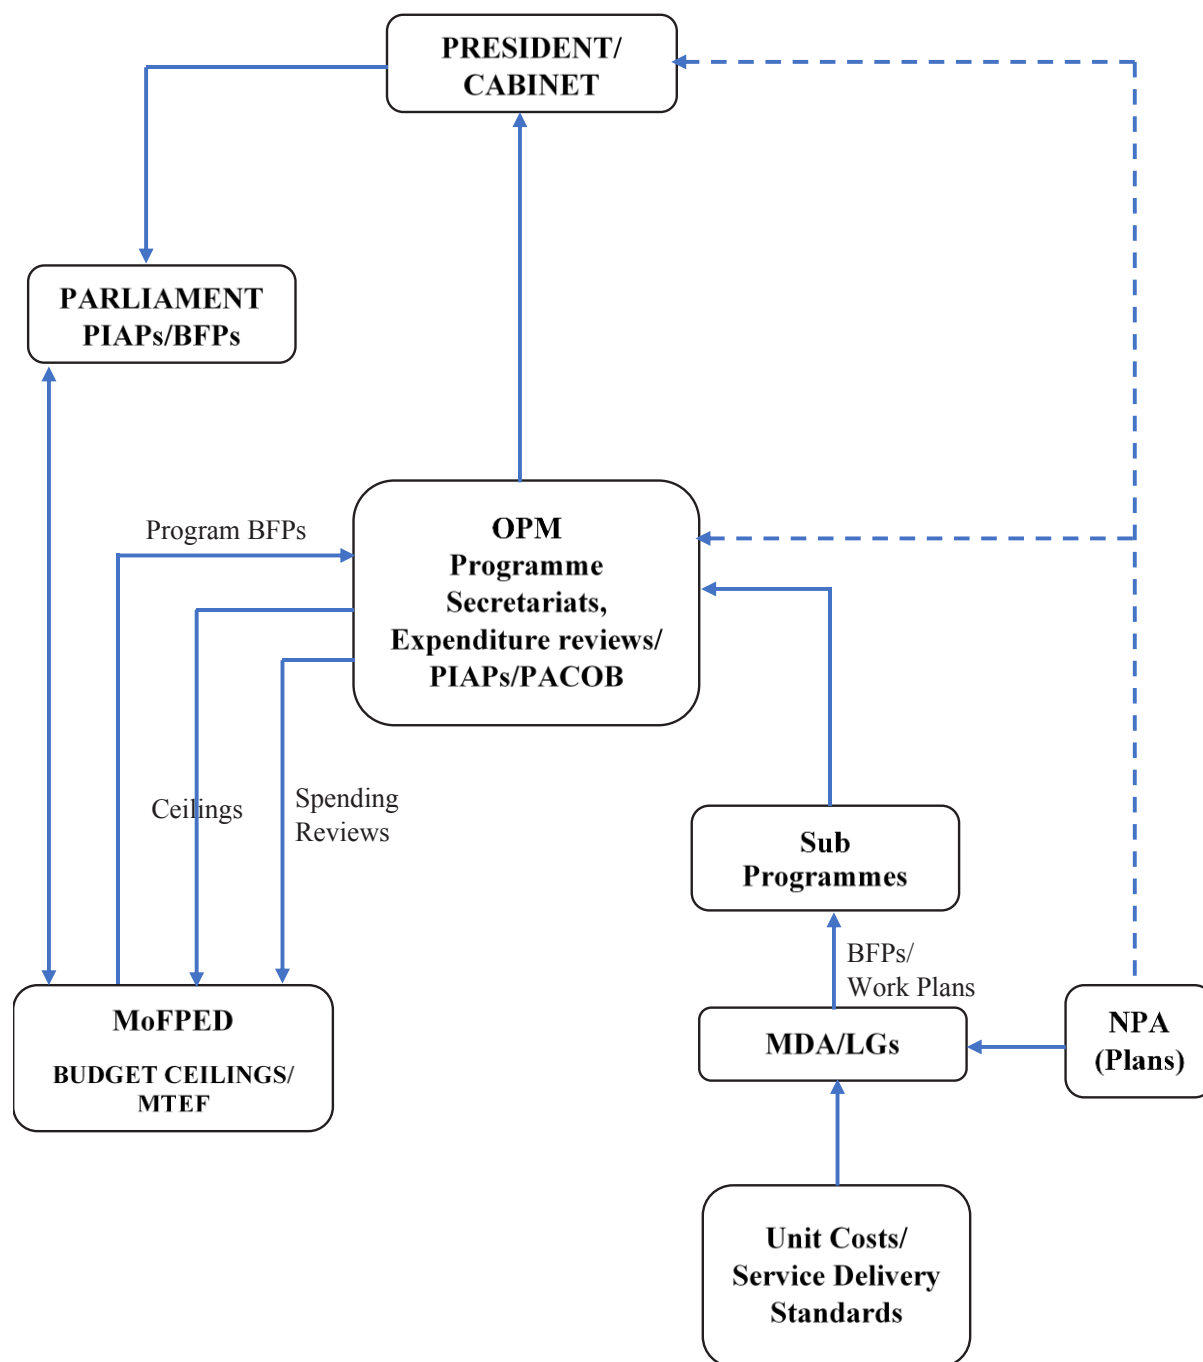 PRESIDENT/
CABINET
PARLIAMENT
PIAPs/BFPs
Program BFPs
OPM
Programme
Secretariats,
Expenditure reviews/
PIAPs/PACOB
Ceilings
Spending
Reviews
Sub
Programmes
BFPs/
Work Plans
MoFPED
BUDGET CEILINGS/
MTEF
MDA/LGs
NPA
(Plans)
Unit Costs/
Service Delivery
Standards